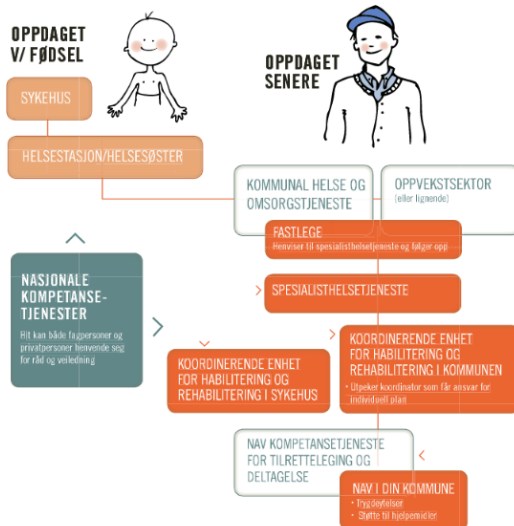 OPPDAGET
V/ FØDSEL
OPPDAGET
SENERE
SYKEHUS
HELSESTASJON/HELSESØSTER
KOMMUNAL HELSE OG
OMSORGSTJENESTE
OPPVEKSTSEKTOR
(eller lignende)
FASTLEGE
Henviser til spesialisthelsetjeneste og følger opp
NASJONALE
KOMPETANSE-
TJENESTER
Hit kan både fagpersoner og
privatpersoner henvende seg
for råd og veiledning
SPESIALISTHELSETJENESTE
KOORDINERENDE ENHET
FOR HABILITERING OG
REHABILITERING I SYKEHUS
KOORDINERENDE ENHET
FOR HABILITERING OG
REHABILITERING I KOMMUNEN
• Utpeker koordinator som får ansvar for
individuell plan
NAV KOMPETANSETJENESTE
FOR TILRETTELEGING OG
DELTAGELSE
NAV I DIN KOMMUNE
• Trygdeytelser
• Støtte til hjelpemidler